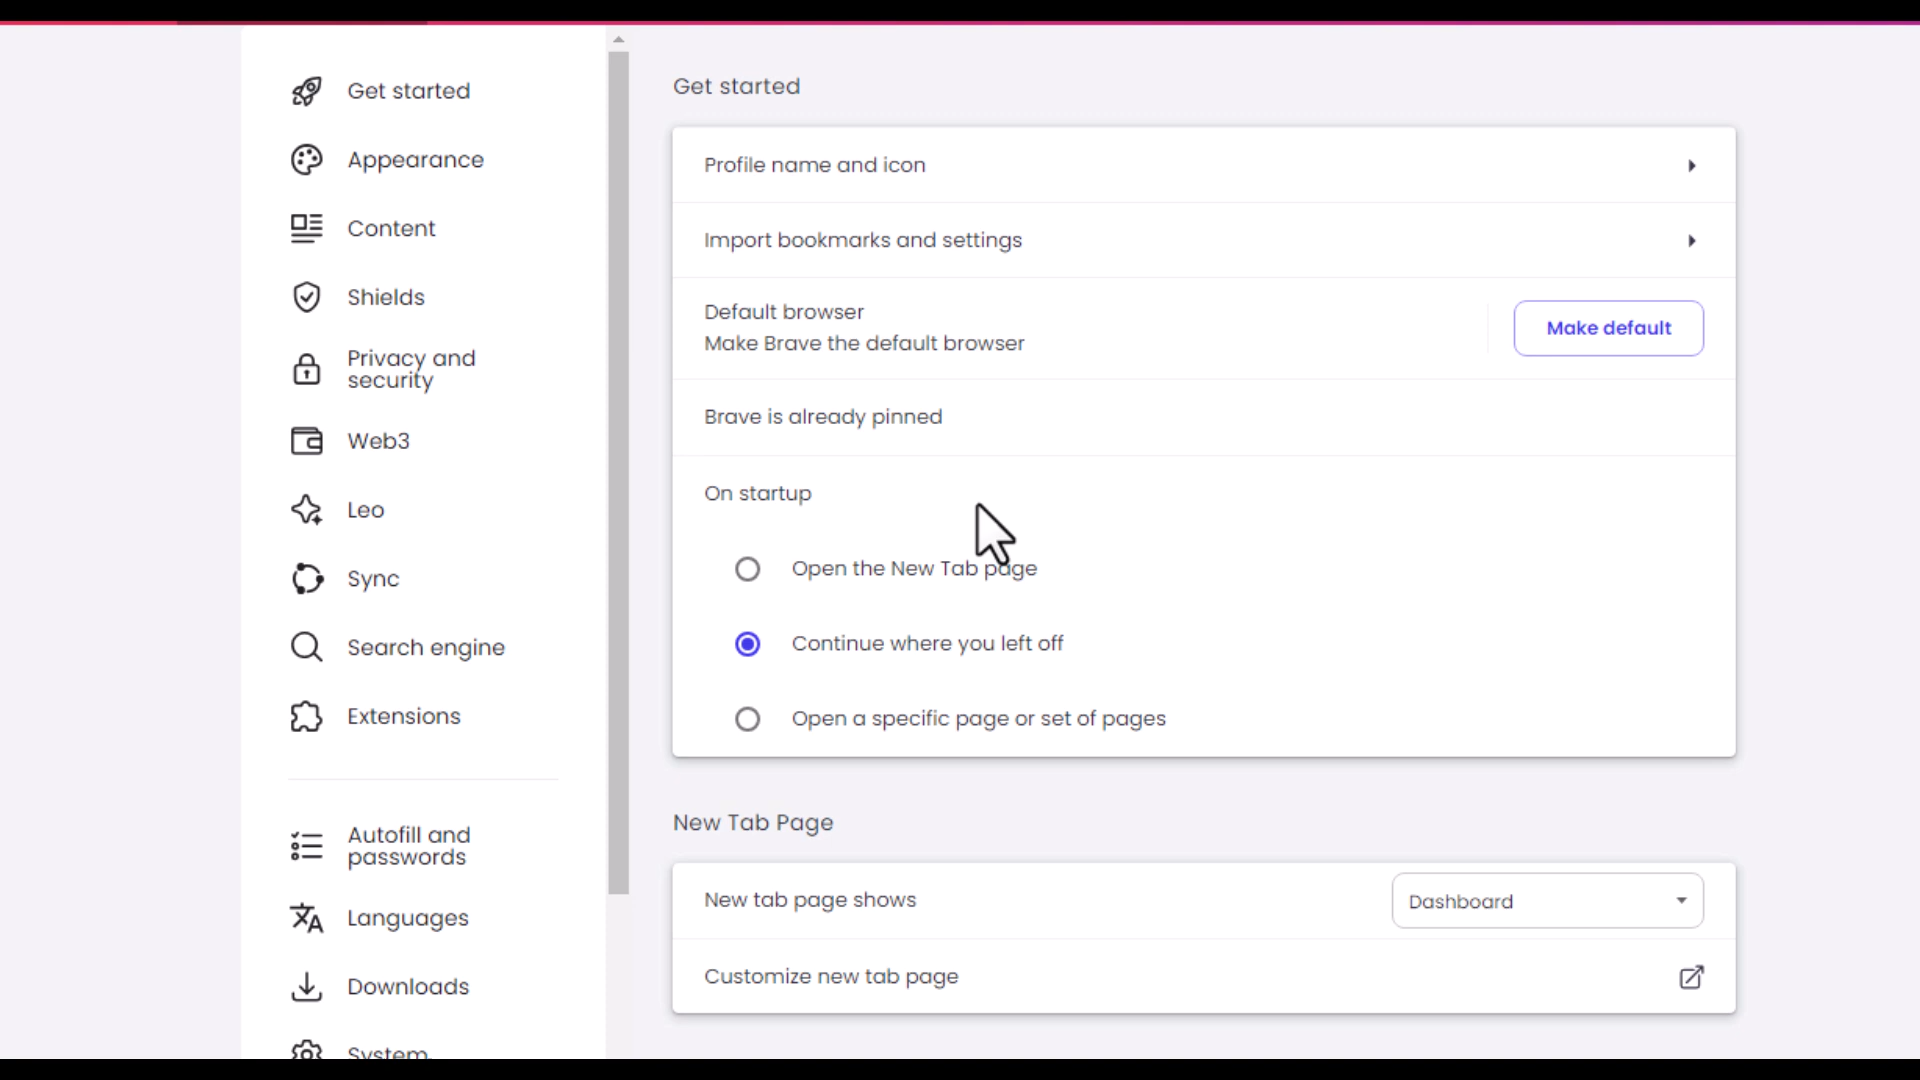 Get started
Appearance
Content
Shields
Privacy and
security
Web3
Leo
Sync
Search engine
Extensions
Autofill and
passwords
Languages
Downloads
System
Get started
Profile name and icon
Import bookmarks and settings
Default browser
Make Brave the default browser
Make default
Brave is already pinned
On startup
Open the New Tab page
Continue where you left off
Open a specific page or set of pages
New Tab Page
New tab page shows
Dashboard
Customize new tab page